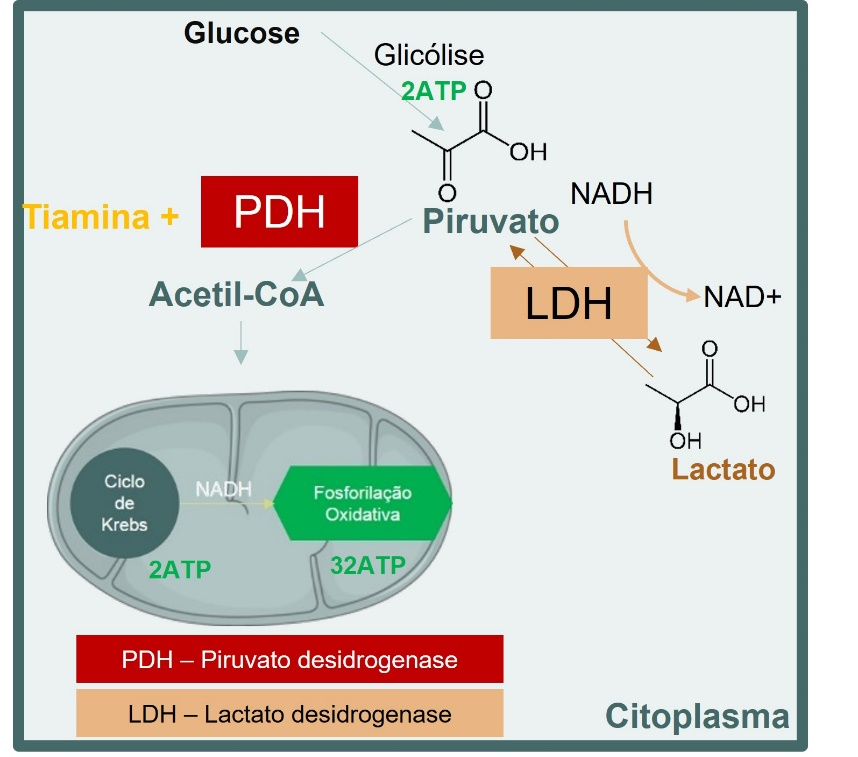 Glucose
Glicólise
2ATP
O
OH
O
Piruvato
NADH
NAD+
Tiamina +
PDH
LDH
Acetil-CoA
O
OH
OH
Lactato
Ciclo
de
Krebs
NADH
Fosforilação
Oxidativa
2ATP
32ATP
PDH – Piruvato desidrogenase
LDH – Lactato desidrogenase
Citoplasma